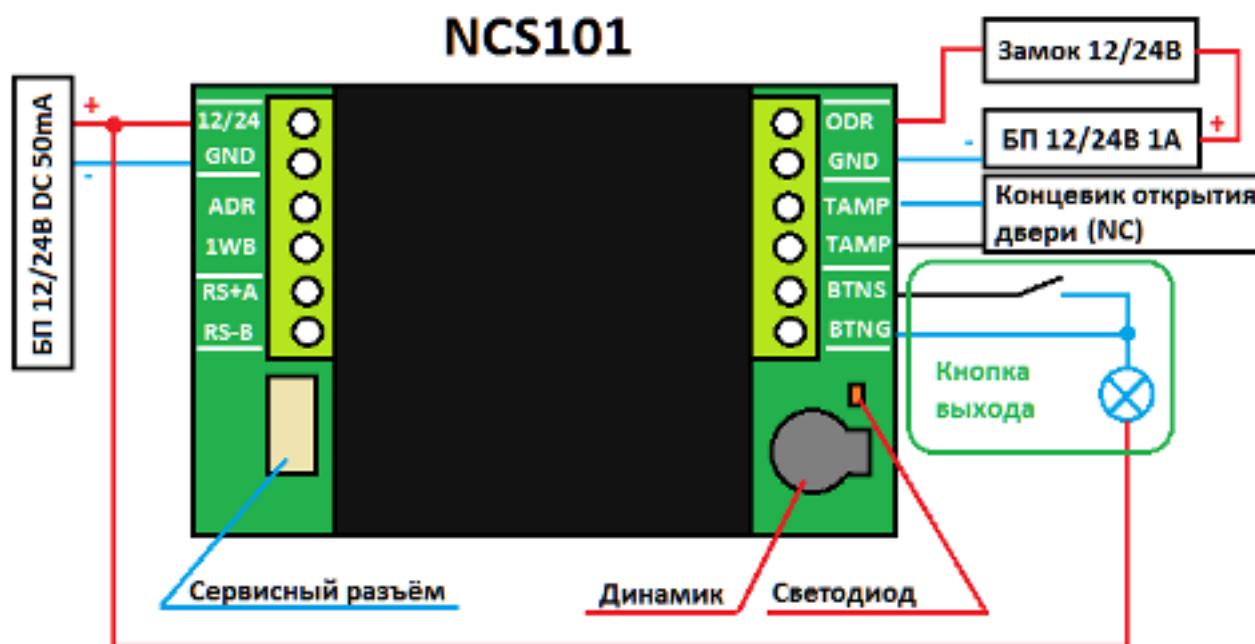 NCS101
БП 12/24В DC 50mA
+
-
12/24
GND
ADR
1WB
RS+A
RS-B
ODR
GND
TAMP
TAMP
BTNS
BTNG
Замок 12/24В
+
-
БП 12/24В 1А
Концевик открытия
двери (NC)
Кнопка
выхода
Сервисный разъём
Динамик
Светодиод